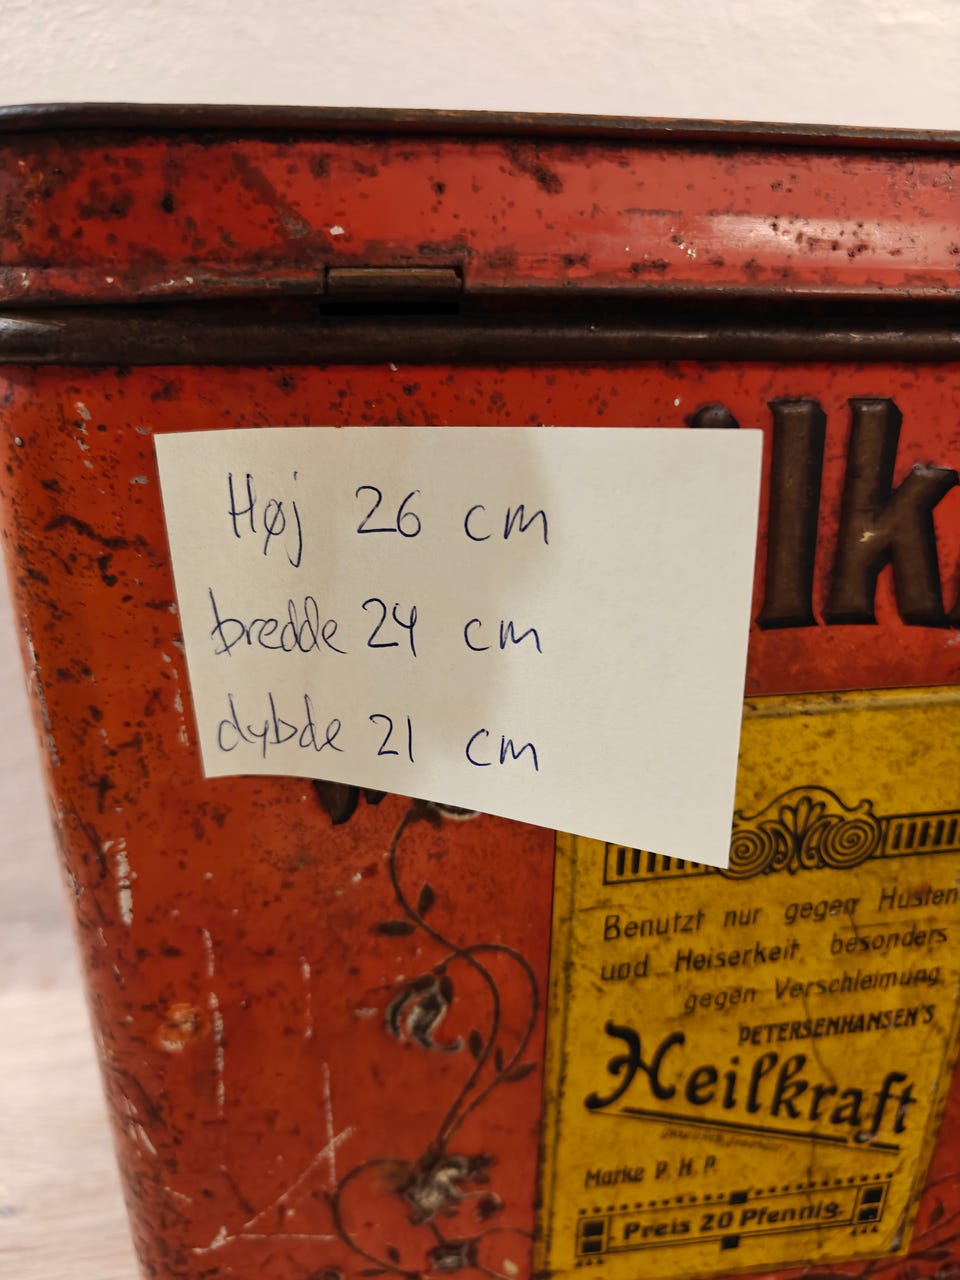 Høj 26 cm
bredde 24 cm
dybde 21 cm
Benutzt nur gegen Husten
und Heiserkeit, besonders
gegen Verschleimung
PETERSENHANSEN'S
Heilkraft
Marke P. H. P.
Preis 20 Pfennig.